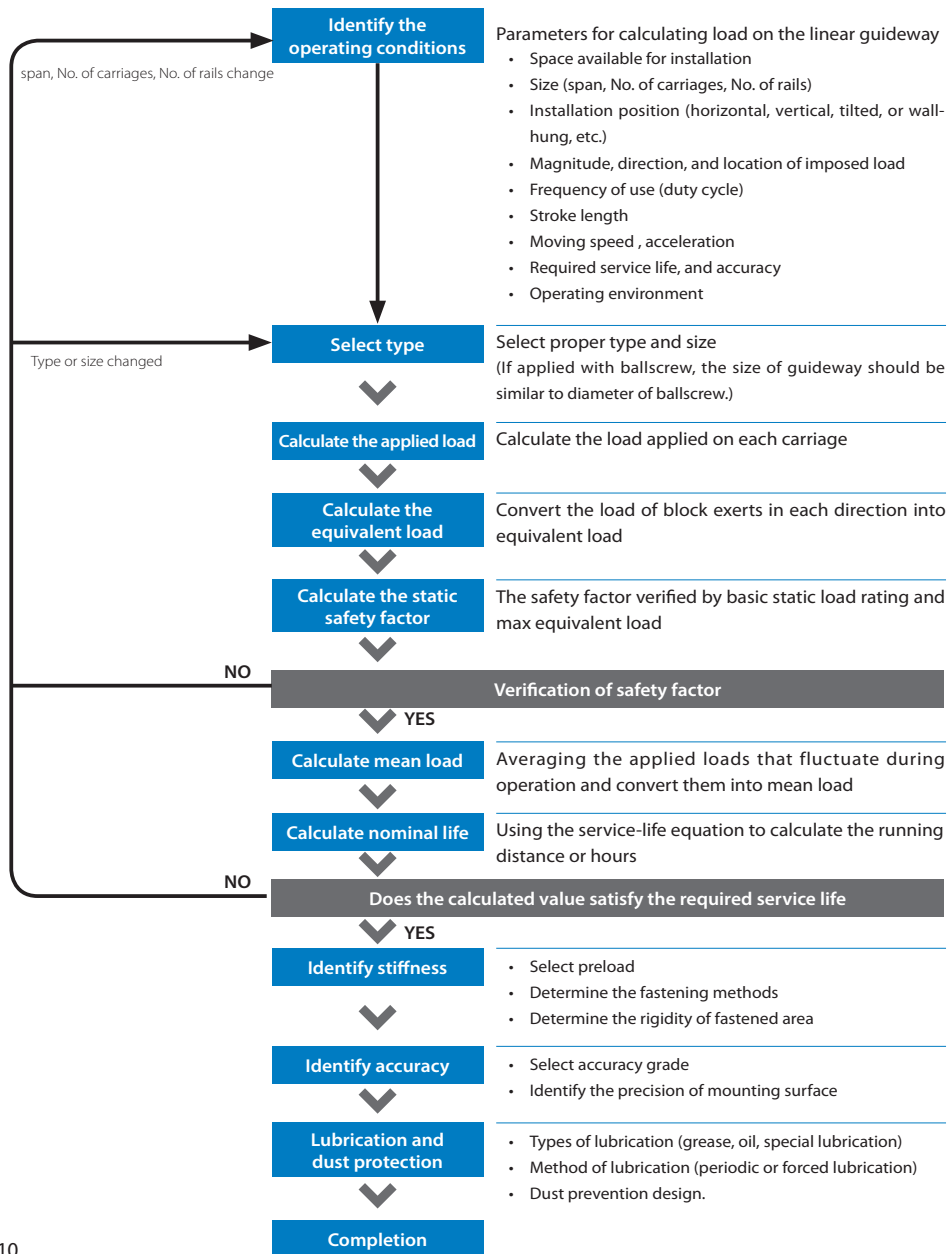 Identify the
operating conditions
span, No. of carriages, No. of rails change
Parameters for calculating load on the linear guideway
• Space available for installation
• Size (span, No. of carriages, No. of rails)
• Installation position (horizontal, vertical, tilted, or wall-
hung, etc.)
• Magnitude, direction, and location of imposed load
• Frequency of use (duty cycle)
• Stroke length
• Moving speed , acceleration
• Required service life, and accuracy
• Operating environment
Type or size changed
Select type
Select proper type and size
(If applied with ballscrew, the size of guideway should be
similar to diameter of ballscrew.)
Calculate the applied load
Calculate the load applied on each carriage
Calculate the
equivalent load
Convert the load of block exerts in each direction into
equivalent load
Calculate the static
safety factor
The safety factor verified by basic static load rating and
max equivalent load
NO
Verification of safety factor
YES
Calculate mean load
Averaging the applied loads that fluctuate during
operation and convert them into mean load
Calculate nominal life
Using the service-life equation to calculate the running
distance or hours
NO
Does the calculated value satisfy the required service life
YES
Identify stiffness
• Select preload
• Determine the fastening methods
• Determine the rigidity of fastened area
Identify accuracy
• Select accuracy grade
• Identify the precision of mounting surface
Lubrication and
dust protection
• Types of lubrication (grease, oil, special lubrication)
• Method of lubrication (periodic or forced lubrication)
• Dust prevention design.
Completion
10